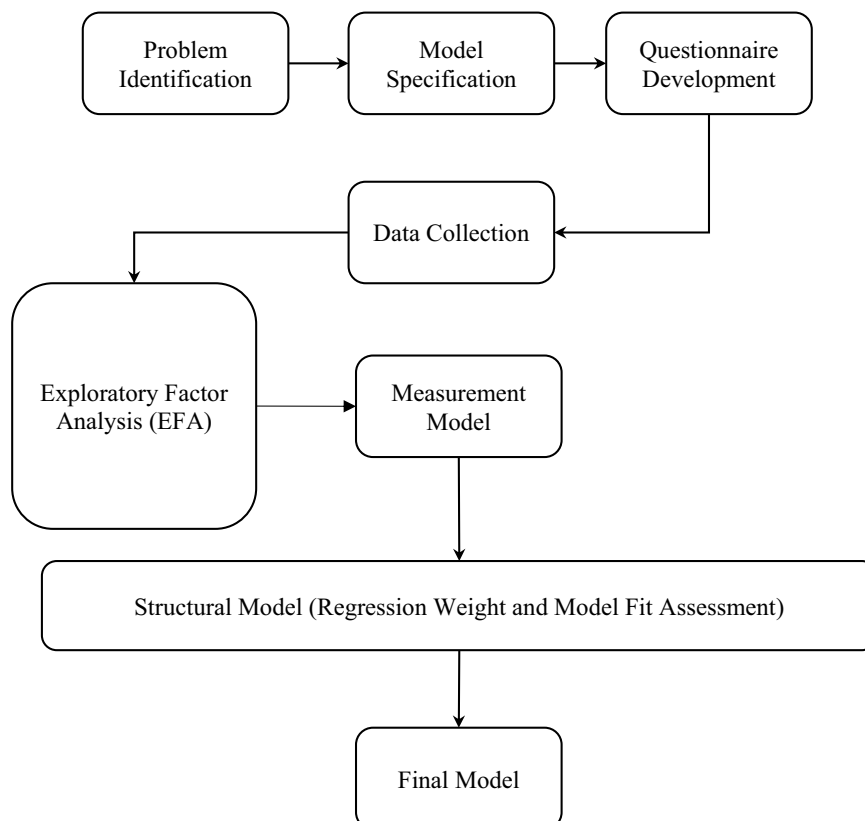 Problem
Identification
Model
Specification
Questionnaire
Development
Data Collection
Exploratory Factor
Analysis (EFA)
Measurement
Model
Structural Model (Regression Weight and Model Fit Assessment)
Final Model